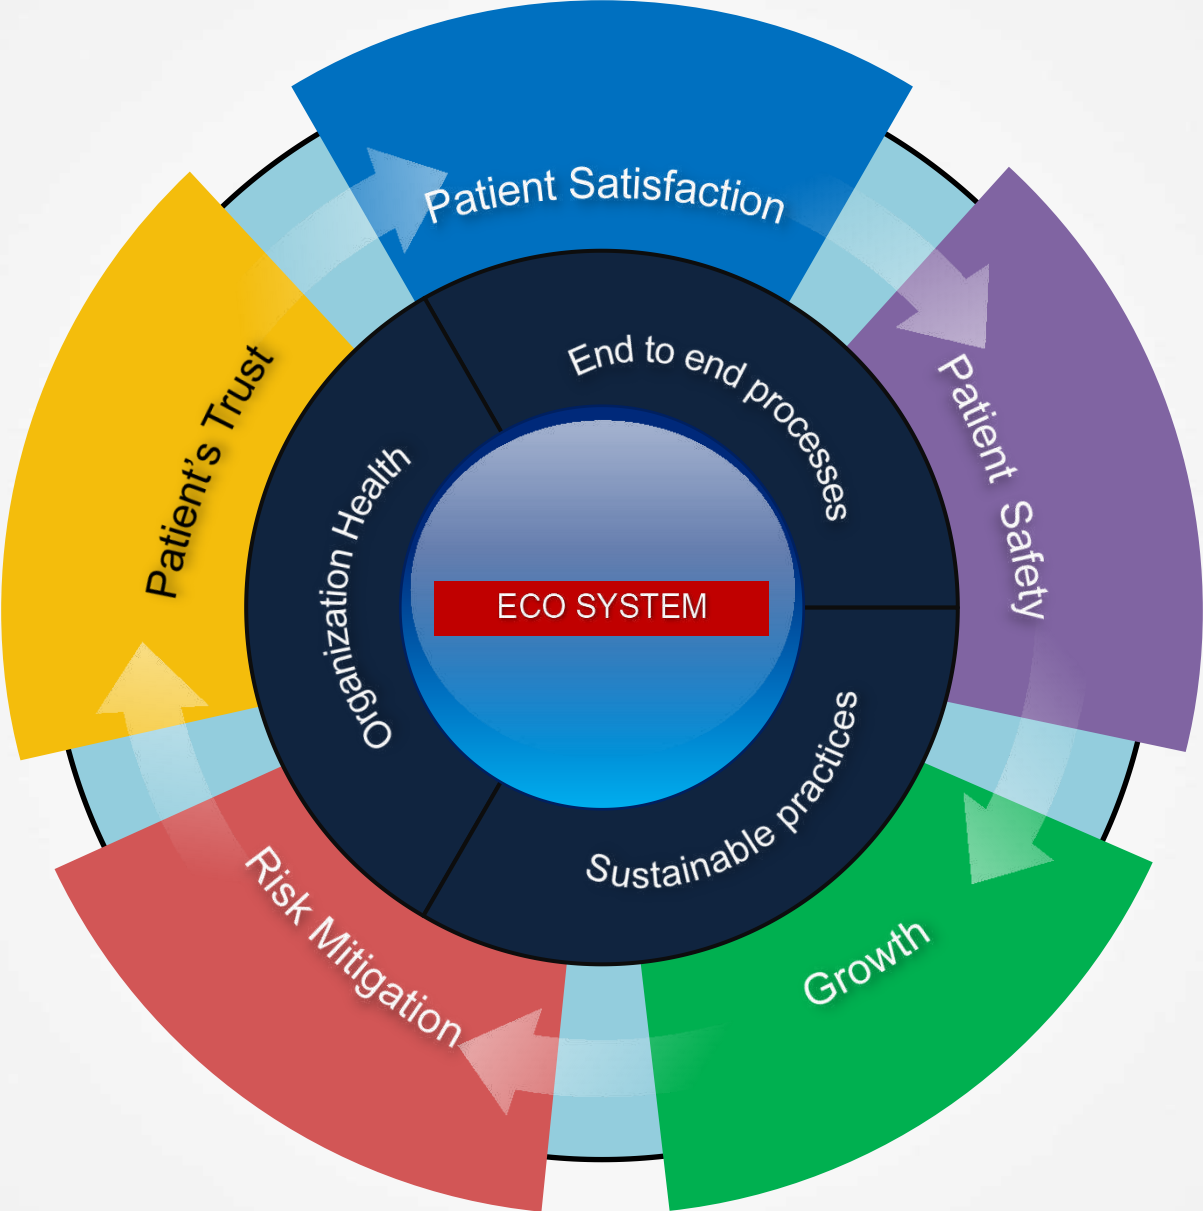 Patient Satisfaction
Patient Safety
Growth
Risk Mitigation
Patient’s Trust
End to end processes
Sustainable practices
Organization Health
ECO SYSTEM